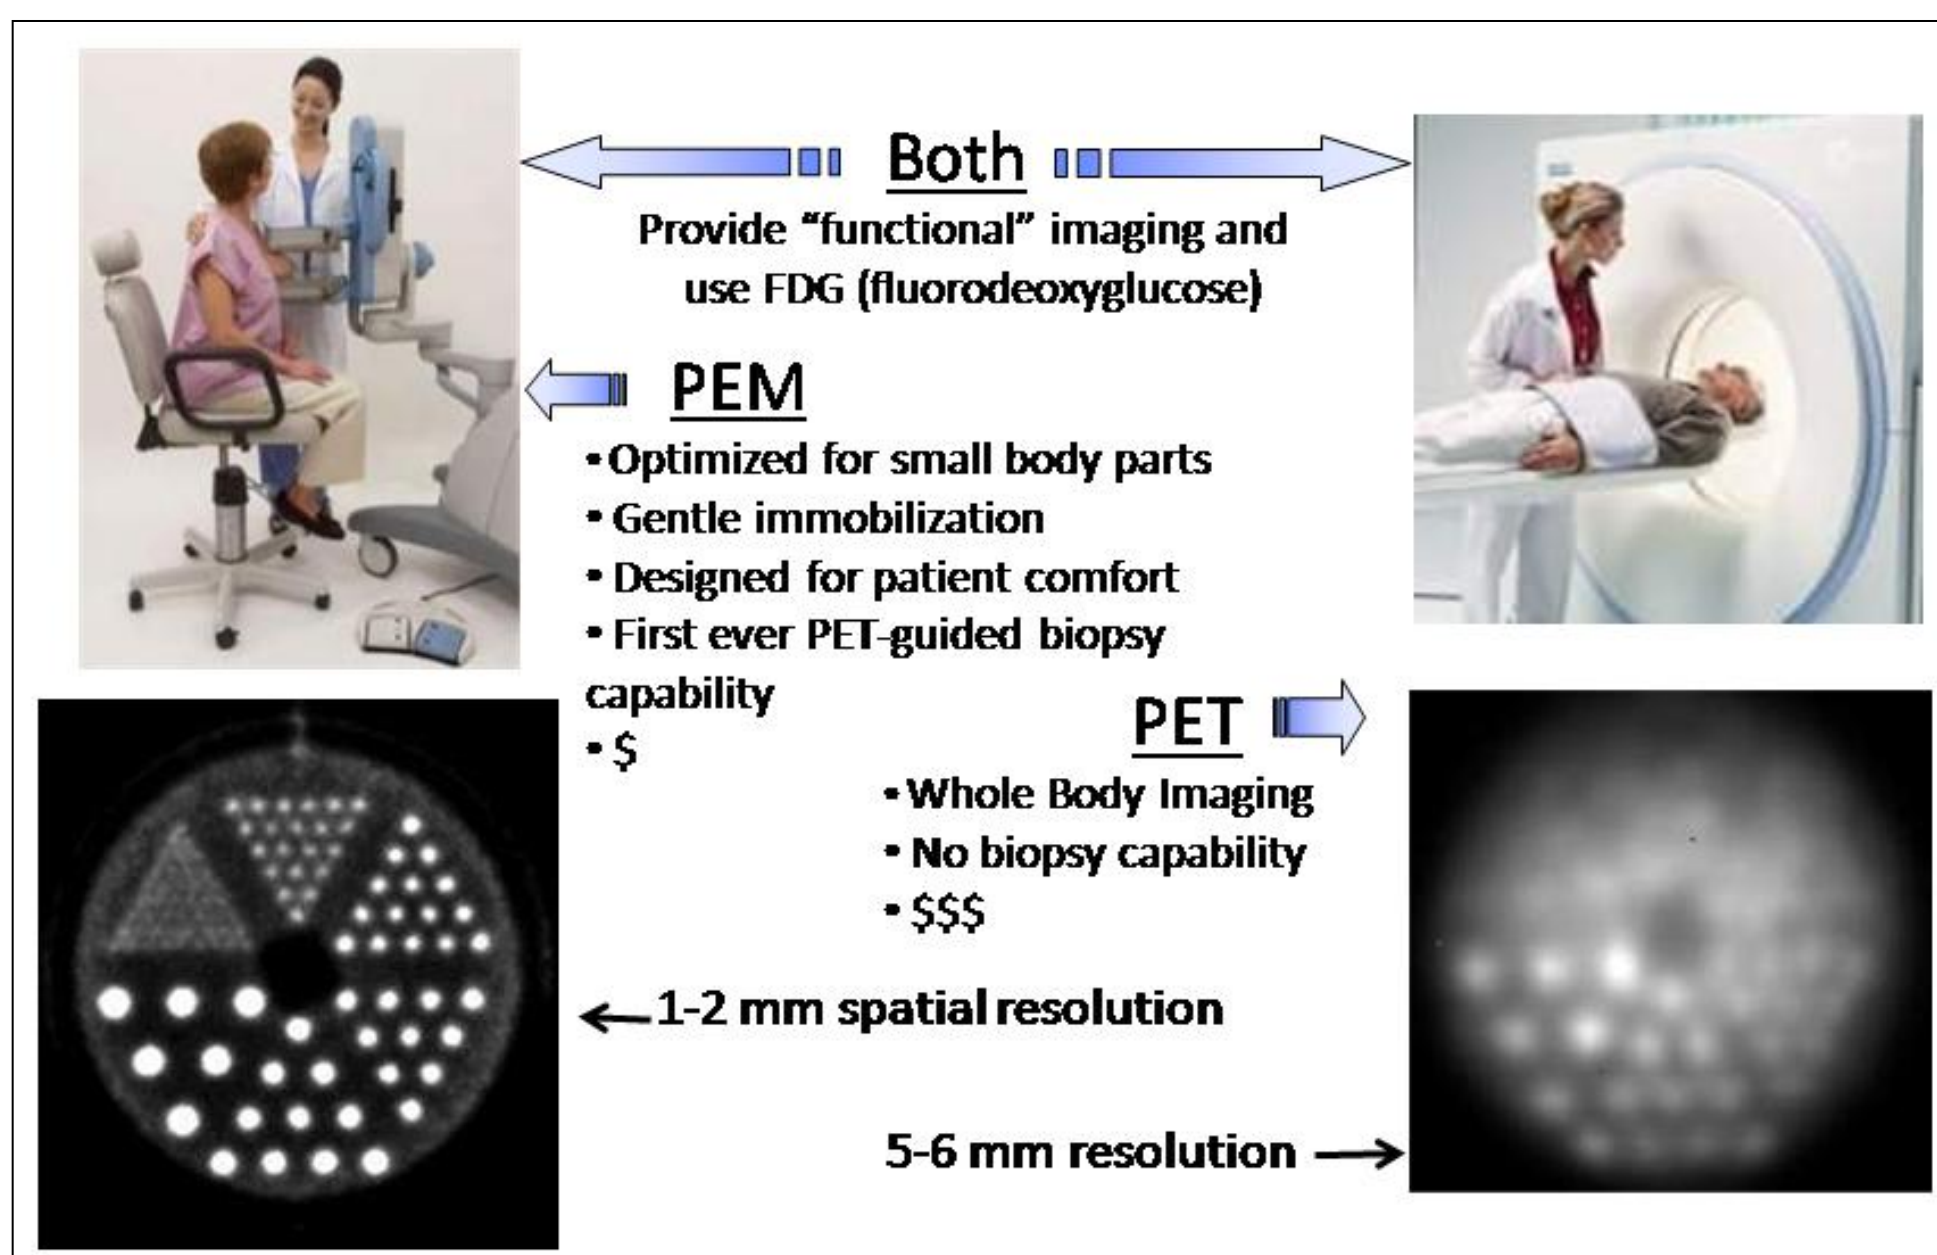 Both
Provide “functional” imaging and
use FDG (fluorodeoxyglucose)
PEM
• Optimized for small body parts
• Gentle immobilization
• Designed for patient comfort
• First ever PET-guided biopsy
capability
• $
PET
• Whole Body Imaging
• No biopsy capability
• $$$
1-2 mm spatial resolution
5-6 mm resolution